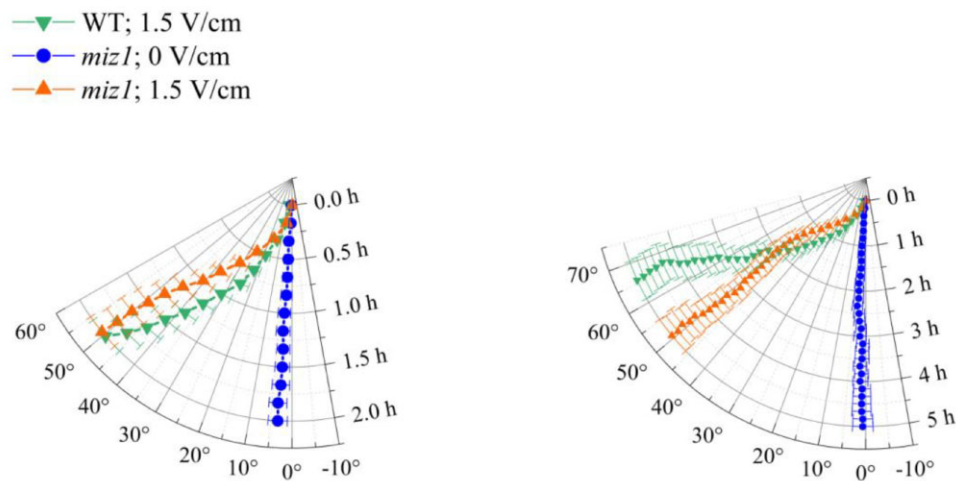 WT; 1.5 V/cm
miz1; 0 V/cm
miz1; 1.5 V/cm
0.0 h
0.5 h
1.0 h
1.5 h
2.0 h
60°
50°
40°
30°
20°
10°
0°
-10°
0 h
1 h
2 h
3 h
4 h
5 h
70°
60°
50°
40°
30°
20°
10°
0°
-10°